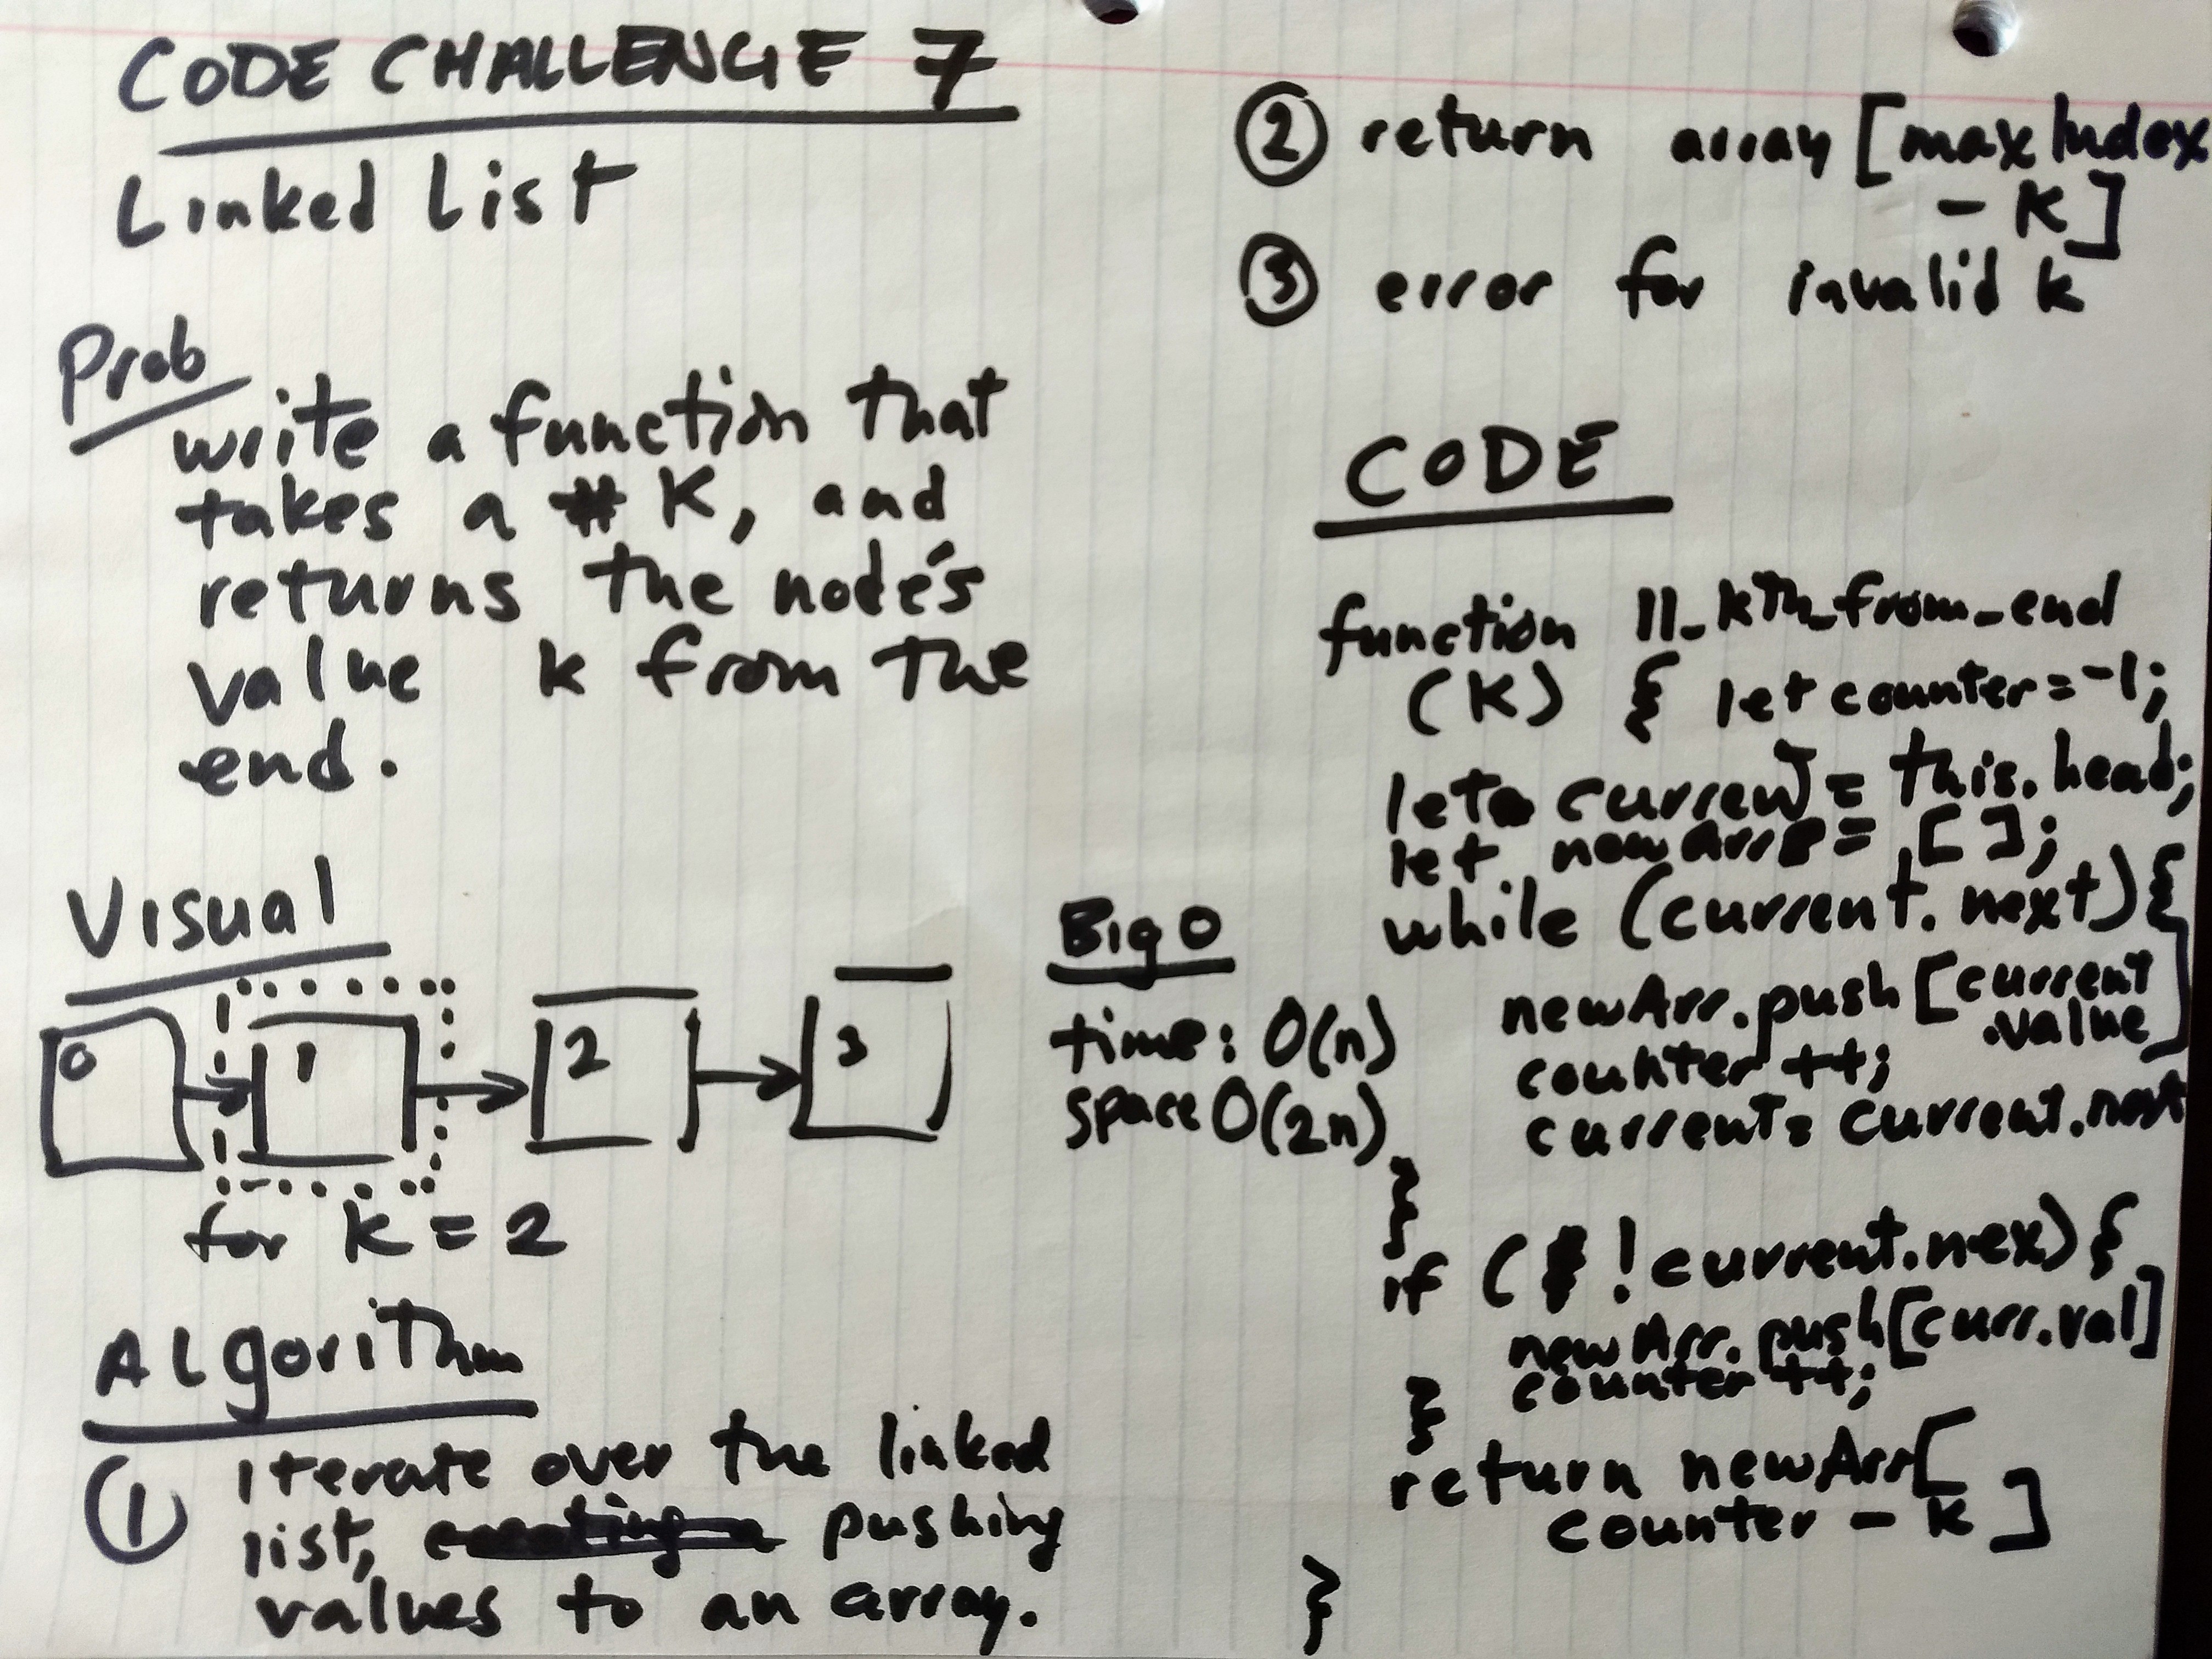 CODE CHALLENGE 7
Linked List
Prob
write a function that
takes a # K, and
returns the node's
value k from the
end.
Visual
0 1 2 3
for k = 2
Algorithm
① iterate over the linked
list, pushing
values to an array.
② return array [maxIndex
- K]
③ error for invalid k
Big O
time: O(n)
space O(2n)
CODE
function ll_kth_from_end
(K) { let counter = -1;
let current = this.head;
let newArr = [ ];
while (current.next) {
newArr.push [current
.value]
counter ++;
current = current.next
}
if ( !current.nex) {
newArr.push[curr.val]
counter ++;
}
return newArr[
counter - k ]
}